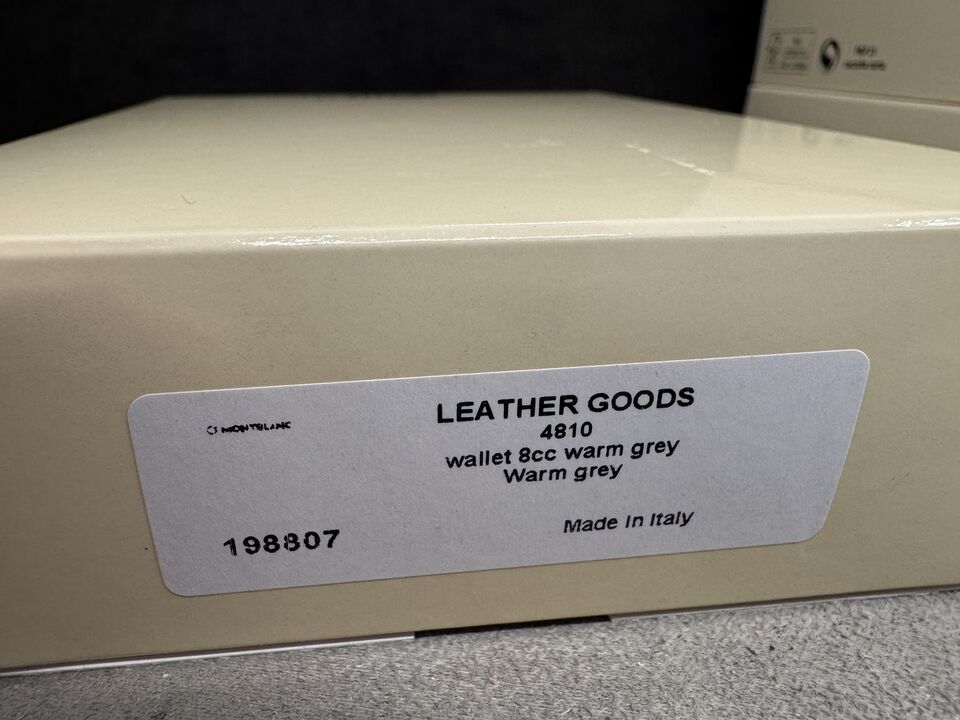 MONTBLANC
LEATHER GOODS
4810
wallet 8cc warm grey
Warm grey
198807
Made in Italy